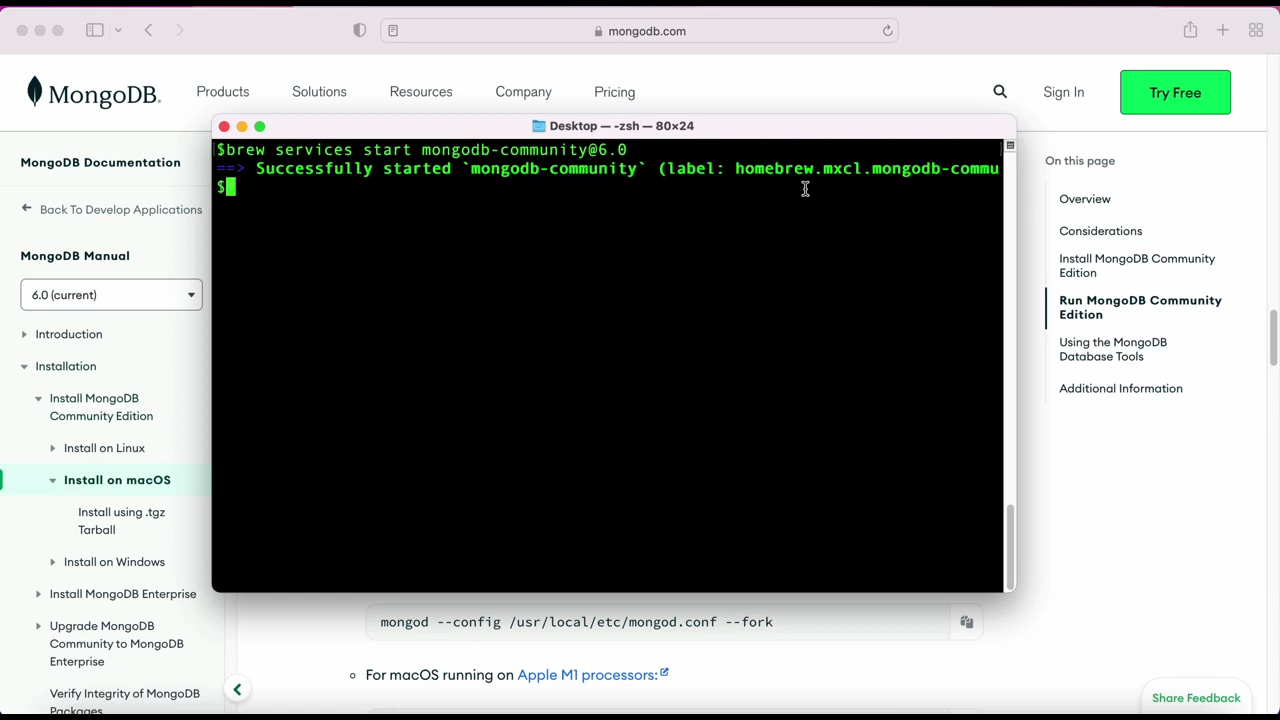 mongodb.com
MongoDB.
Products
Solutions
Resources
Company
Pricing
Sign In
Try Free
Desktop — -zsh — 80×24
$brew services start mongodb-community@6.0
==> Successfully started `mongodb-community` (label: homebrew.mxcl.mongodb-commu
$
MongoDB Documentation
Back To Develop Applications
MongoDB Manual
6.0 (current)
Introduction
Installation
Install MongoDB
Community Edition
Install on Linux
Install on macOS
Install using .tgz
Tarball
Install on Windows
Install MongoDB Enterprise
Upgrade MongoDB
Community to MongoDB
Enterprise
Verify Integrity of MongoDB
Packages
mongod --config /usr/local/etc/mongod.conf --fork
For macOS running on Apple M1 processors:
On this page
Overview
Considerations
Install MongoDB Community
Edition
Run MongoDB Community
Edition
Using the MongoDB
Database Tools
Additional Information
Share Feedback